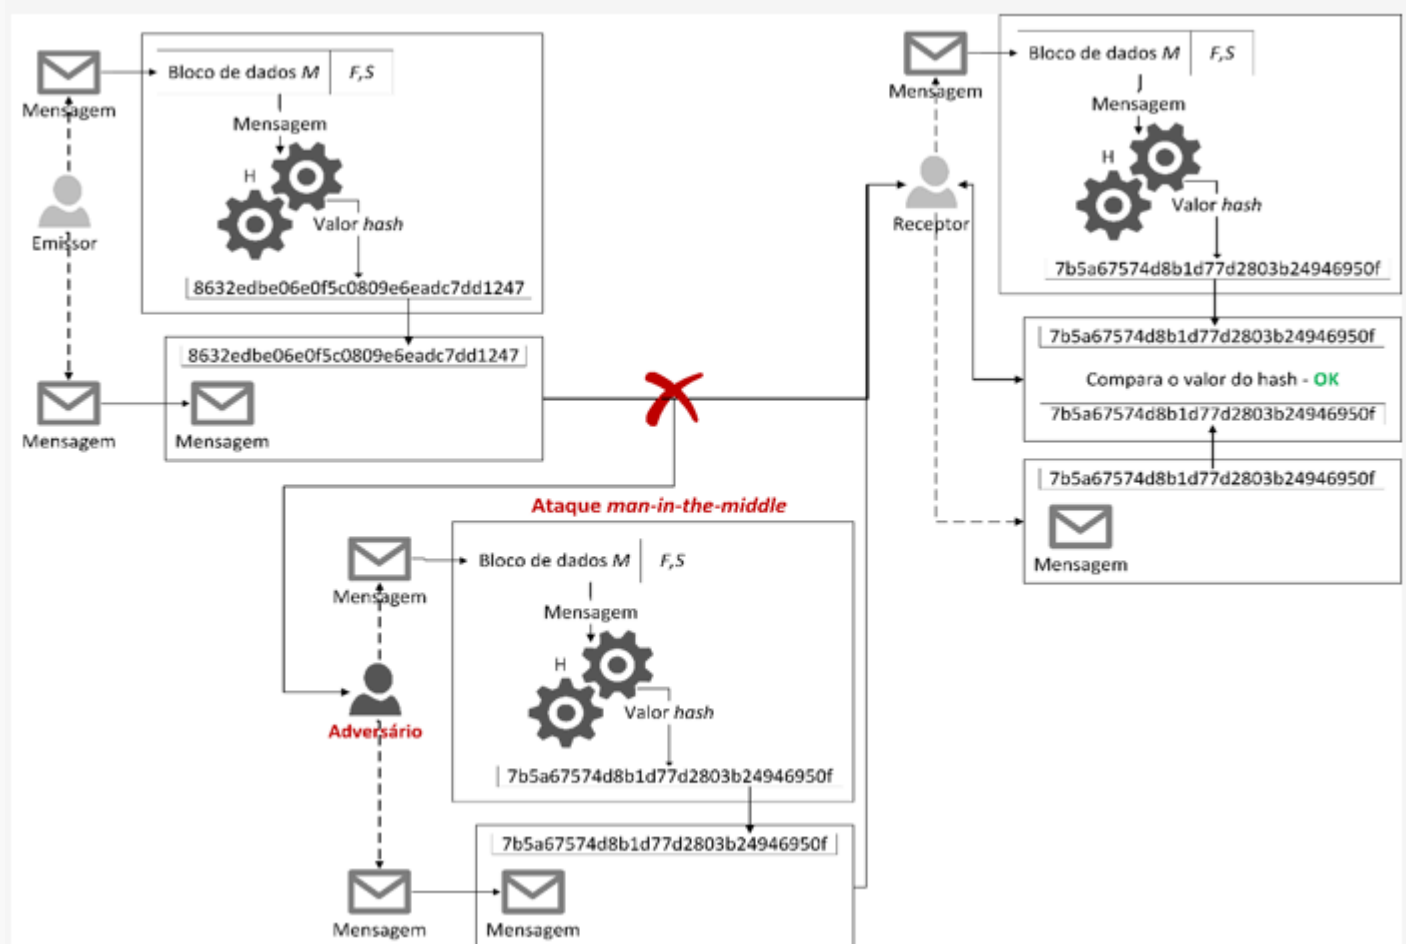 Mensagem
Bloco de dados M
F,S
Mensagem
H
Valor hash
8632edbe06e0f5c0809e6eadc7dd1247
Emissor
8632edbe06e0f5c0809e6eadc7dd1247
Mensagem
Mensagem
Ataque man-in-the-middle
Mensagem
Bloco de dados M
F,S
Mensagem
H
Valor hash
7b5a67574d8b1d77d2803b24946950f
Adversário
7b5a67574d8b1d77d2803b24946950f
Mensagem
Mensagem
Mensagem
Bloco de dados M
F,S
Mensagem
H
Valor hash
7b5a67574d8b1d77d2803b24946950f
Receptor
7b5a67574d8b1d77d2803b24946950f
Compara o valor do hash - OK
7b5a67574d8b1d77d2803b24946950f
7b5a67574d8b1d77d2803b24946950f
Mensagem